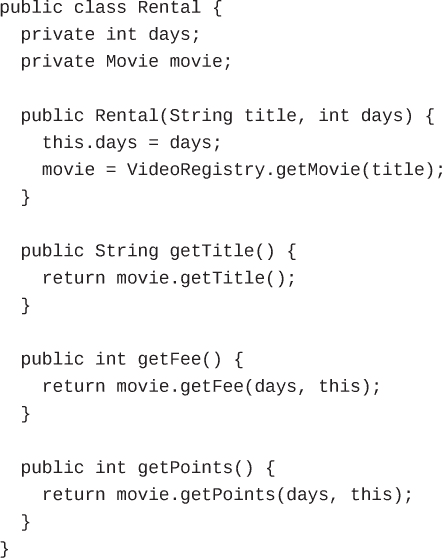 public class Rental {
  private int days;
  private Movie movie;

  public Rental(String title, int days) {
    this.days = days;
    movie = VideoRegistry.getMovie(title);
  }

  public String getTitle() {
    return movie.getTitle();
  }

  public int getFee() {
    return movie.getFee(days, this);
  }

  public int getPoints() {
    return movie.getPoints(days, this);
  }
}